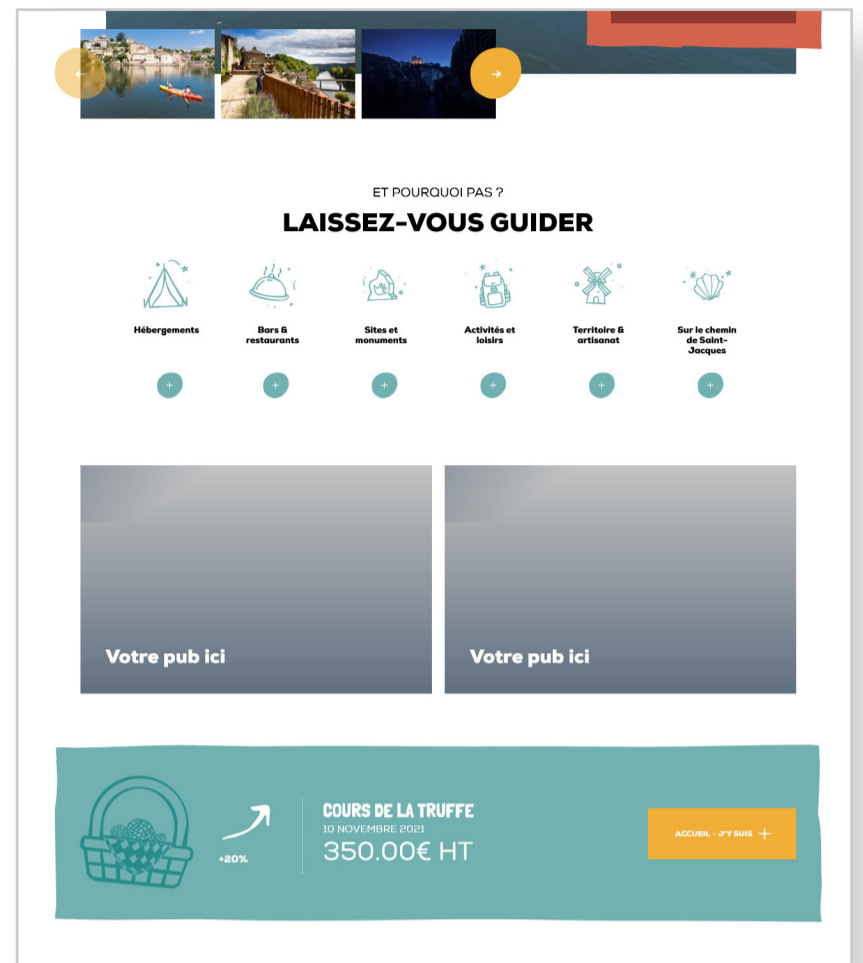 ET POURQUOI PAS ?
LAISSEZ-VOUS GUIDER
Hébergements
Bars &
restaurants
Sites et
monuments
Activités et
loisirs
Territoire &
artisanat
Sur le chemin
de Saint-
Jacques
Votre pub ici
Votre pub ici
COURS DE LA TRUFFE
10 NOVEMBRE 2021
350.00€ HT
+20%
ACCUEIL - J'Y SUIS